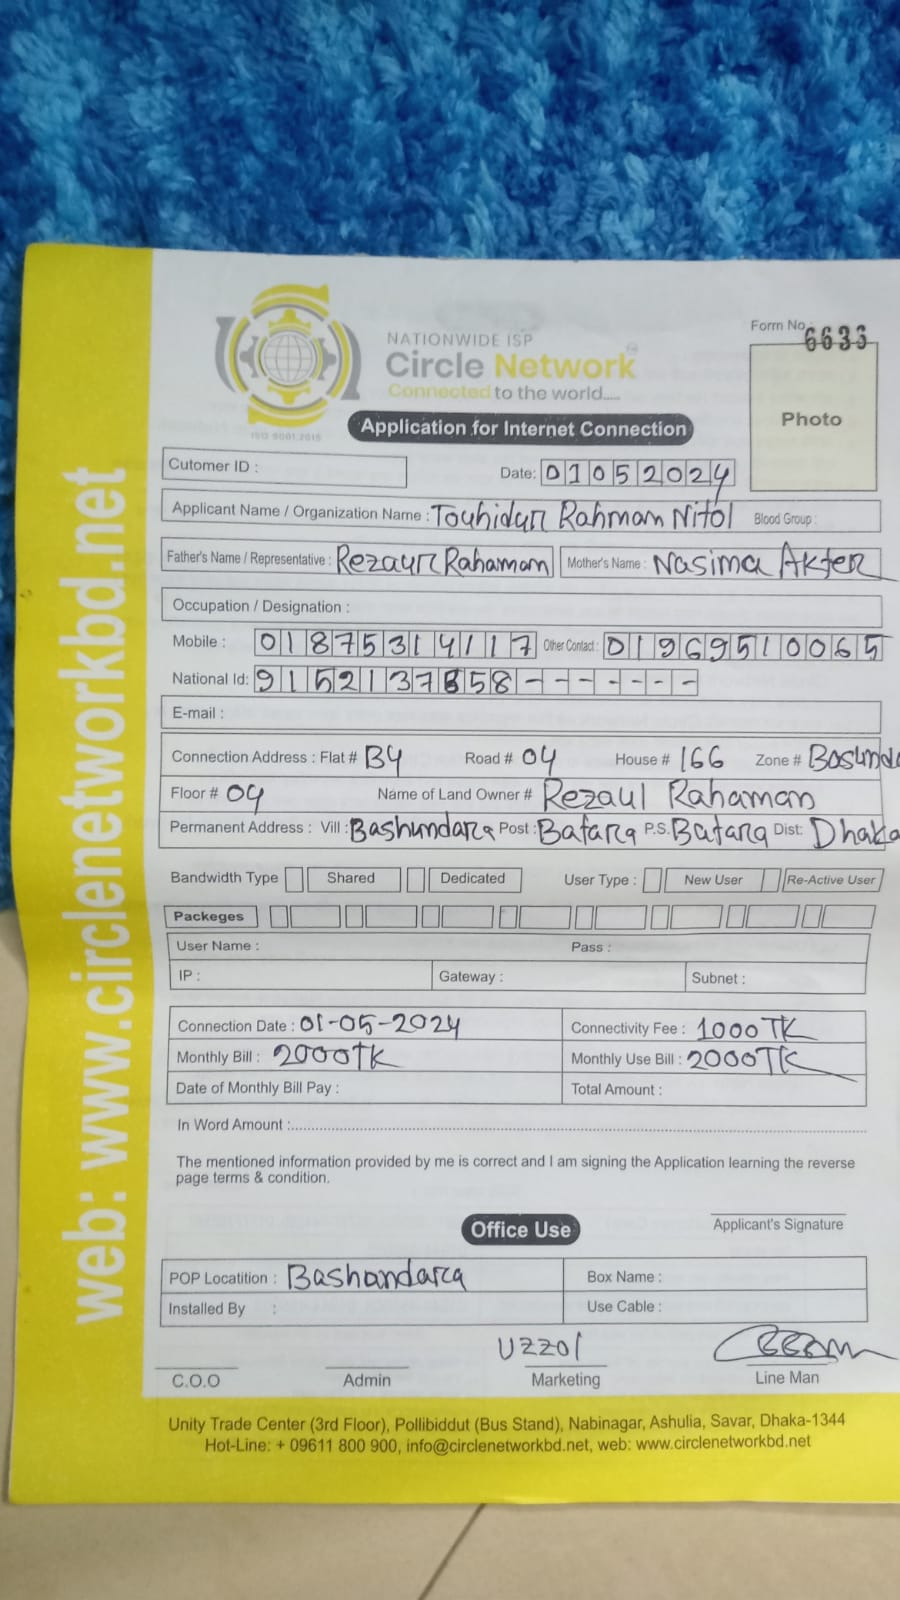 NATIONWIDE ISP
Circle Network
Connected to the world.....
ISO 9001:2015
Form No. 6633
Photo
Application for Internet Connection
Cutomer ID :
Date: 01052024
Applicant Name / Organization Name : Touhidur Rahman Nitol Blood Group :
Father's Name / Representative : Rezaur Rahaman Mother's Name : Nasima Akter
Occupation / Designation :
Mobile : 01875314117 Other Contact : 01969510065
National Id: 9152137858-------
E-mail :
Connection Address : Flat # B4 Road # 04 House # 166 Zone #
Floor # 04 Name of Land Owner # Rezaul Rahaman
Permanent Address : Vill : Bashundara Post : Batara P.S. Batara Dist: Dhaka
Bandwidth Type Shared Dedicated User Type : New User Re-Active User
Packeges
User Name : Pass :
IP : Gateway : Subnet :
Connection Date : 01-05-2024 Connectivity Fee : 1000TK
Monthly Bill : 2000TK Monthly Use Bill : 2000TK
Date of Monthly Bill Pay : Total Amount :
In Word Amount :
The mentioned information provided by me is correct and I am signing the Application learning the reverse
page terms & condition.
Applicant's Signature
Office Use
POP Locatition : Bashandara Box Name :
Installed By : Use Cable :
Uzzol
C.O.O Admin Marketing Line Man
Unity Trade Center (3rd Floor), Pollibiddut (Bus Stand), Nabinagar, Ashulia, Savar, Dhaka-1344
Hot-Line: + 09611 800 900, info@circlenetworkbd.net, web: www.circlenetworkbd.net
web: www.circlenetworkbd.net